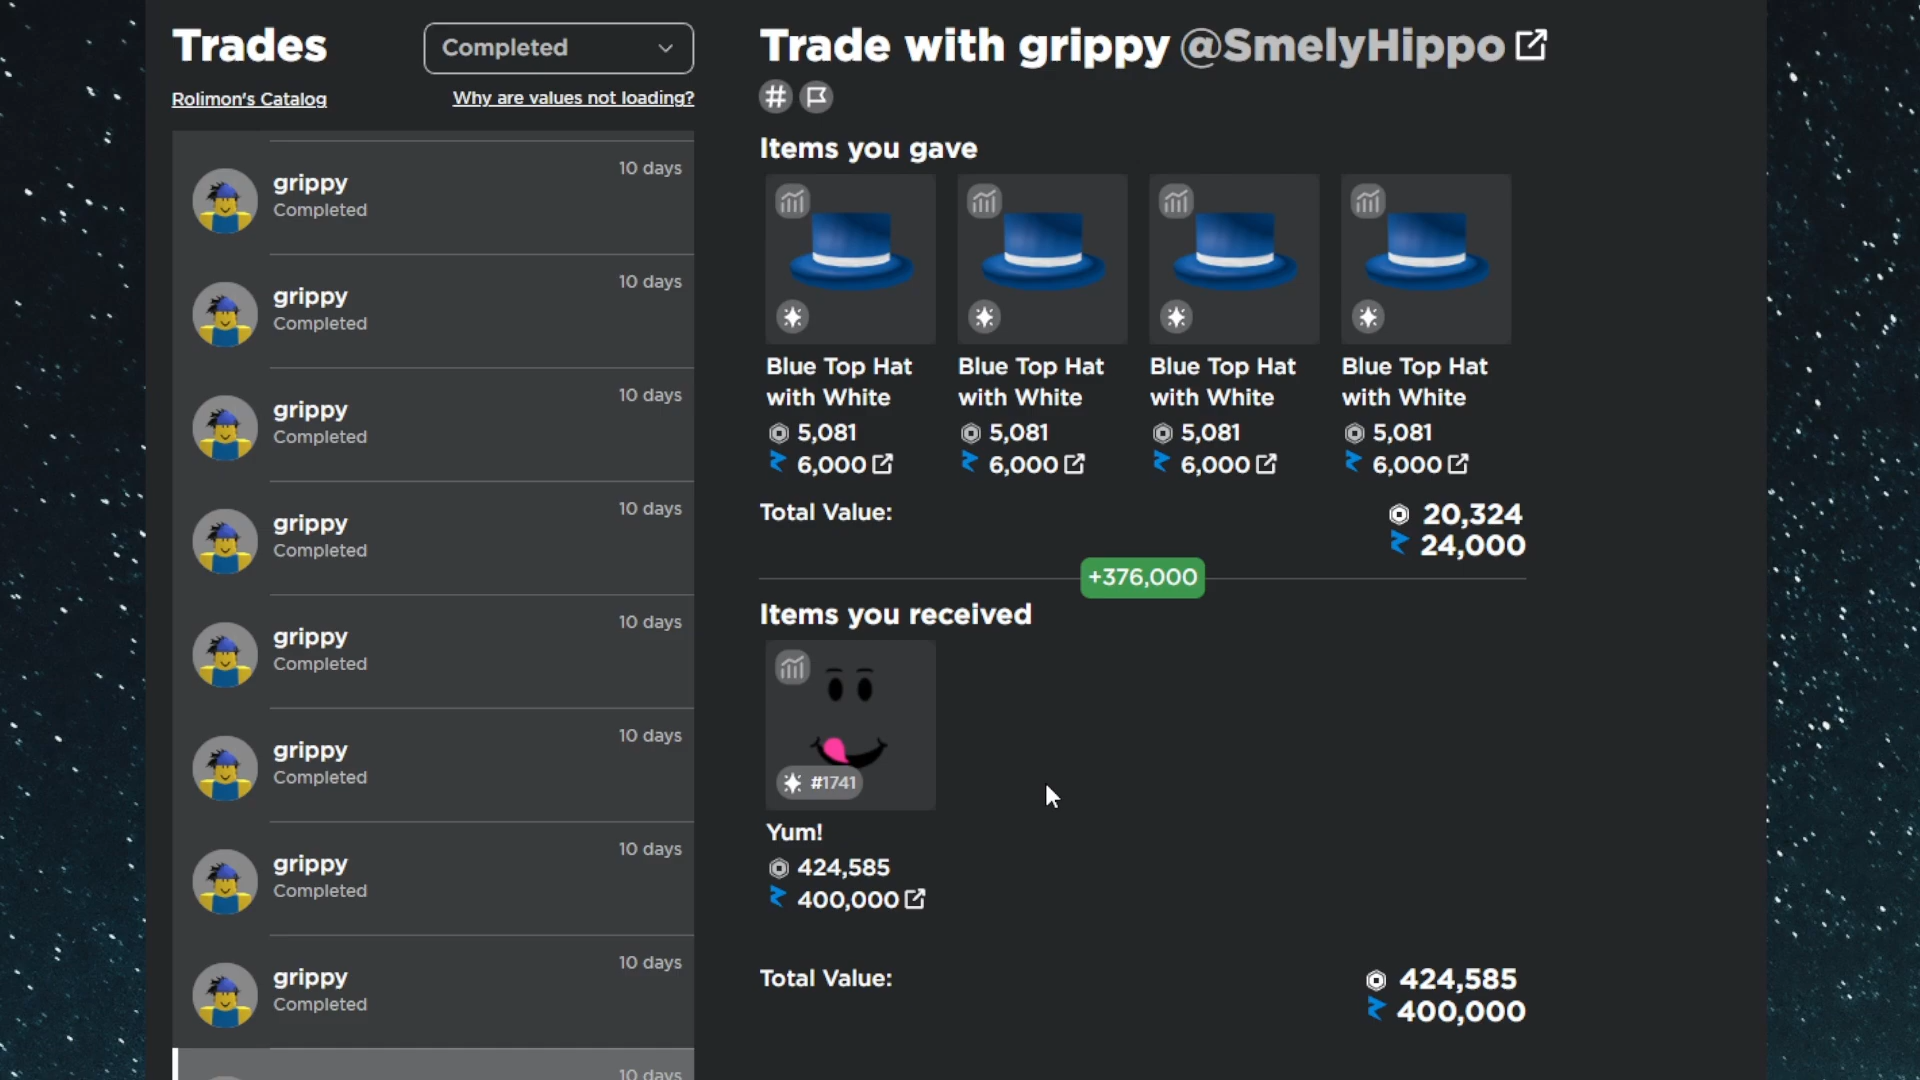 Trades
Completed
Rolimon's Catalog
Why are values not loading?
grippy
Completed
10 days
grippy
Completed
10 days
grippy
Completed
10 days
grippy
Completed
10 days
grippy
Completed
10 days
grippy
Completed
10 days
grippy
Completed
10 days
grippy
Completed
10 days
10 days
Trade with grippy @SmelyHippo
Items you gave
Blue Top Hat
with White
5,081
6,000
Blue Top Hat
with White
5,081
6,000
Blue Top Hat
with White
5,081
6,000
Blue Top Hat
with White
5,081
6,000
Total Value:
20,324
24,000
+376,000
Items you received
#1741
Yum!
424,585
400,000
Total Value:
424,585
400,000